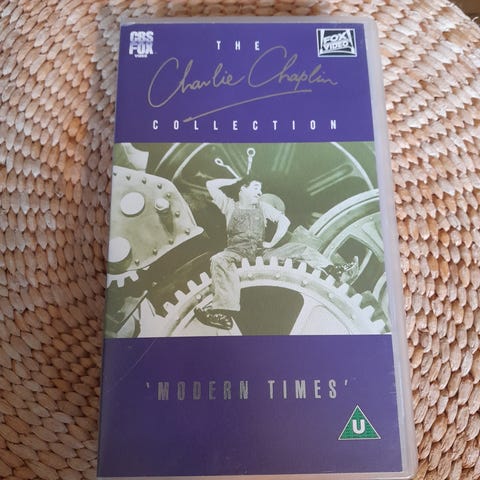 CBS
FOX
VIDEO
FOX
VIDEO
THE
Charlie Chaplin
COLLECTION
'MODERN TIMES'
U